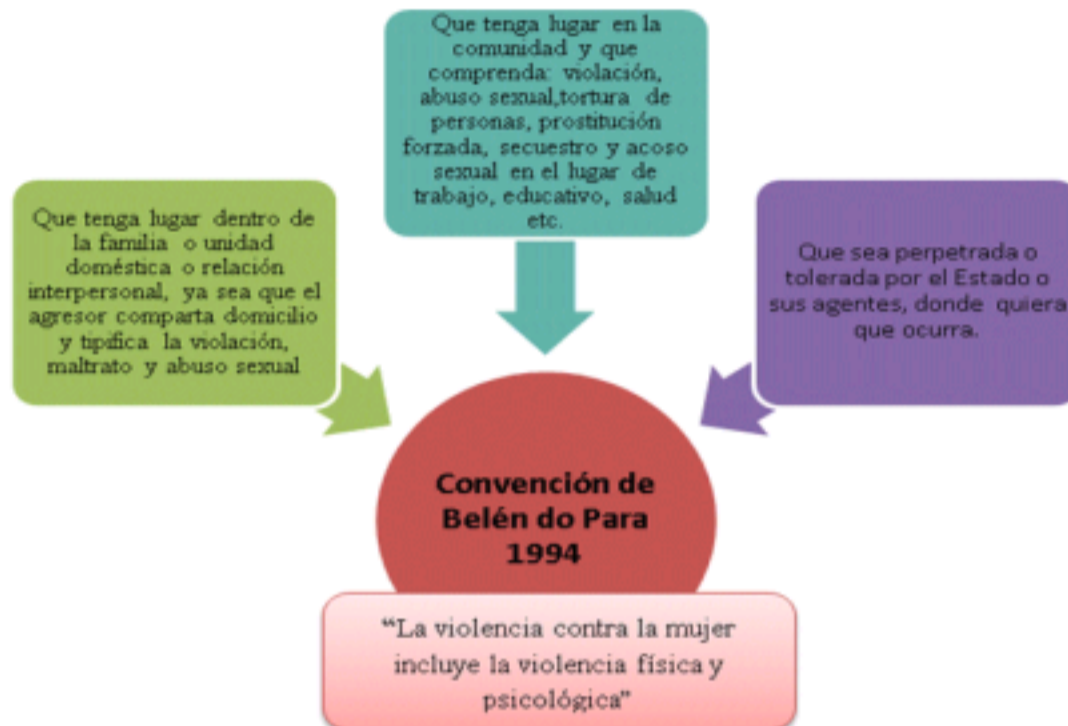 Que tenga lugar en la
comunidad y que
comprenda: violación,
abuso sexual,tortura de
personas, prostitución
forzada, secuestro y acoso
sexual en el lugar de
trabajo, educativo, salud
etc.
Que tenga lugar dentro de
la familia o unidad
doméstica o relación
interpersonal, ya sea que el
agresor comparta domicilio
y tipifica la violación,
maltrato y abuso sexual
Que sea perpetrada o
tolerada por el Estado o
sus agentes, donde quiera
que ocurra.
Convención de
Belén do Para
1994
“La violencia contra la mujer
incluye la violencia física y
psicológica”